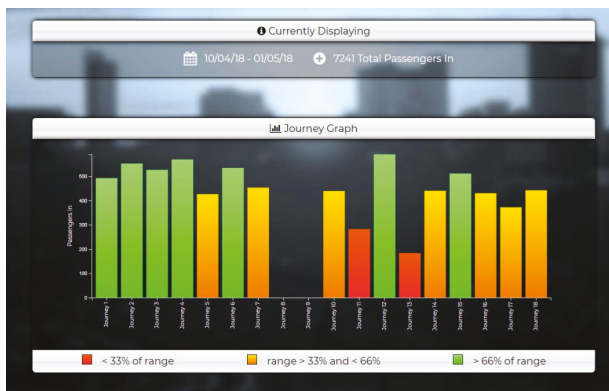 Currently Displaying
10/04/18 - 01/05/18 7241 Total Passengers In
Journey Graph
Passengers In
500
400
300
200
100
0
Journey 1
Journey 2
Journey 3
Journey 4
Journey 5
Journey 6
Journey 7
Journey 8
Journey 9
Journey 10
Journey 11
Journey 12
Journey 13
Journey 14
Journey 15
Journey 16
Journey 17
Journey 18
< 33% of range
range > 33% and < 66%
> 66% of range